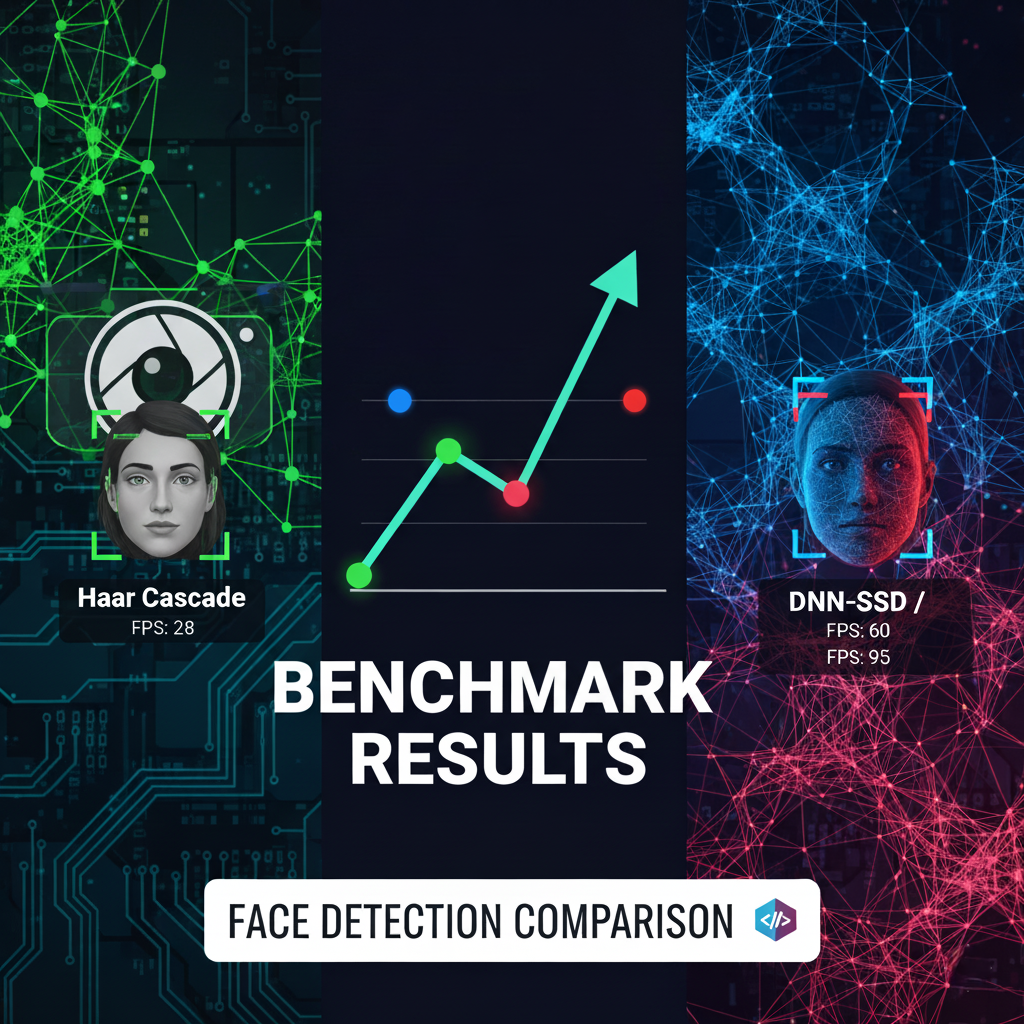 Haar Cascade
FPS: 28
DNN-SSD /
FPS: 60
FPS: 95
BENCHMARK
RESULTS
FACE DETECTION COMPARISON
</>